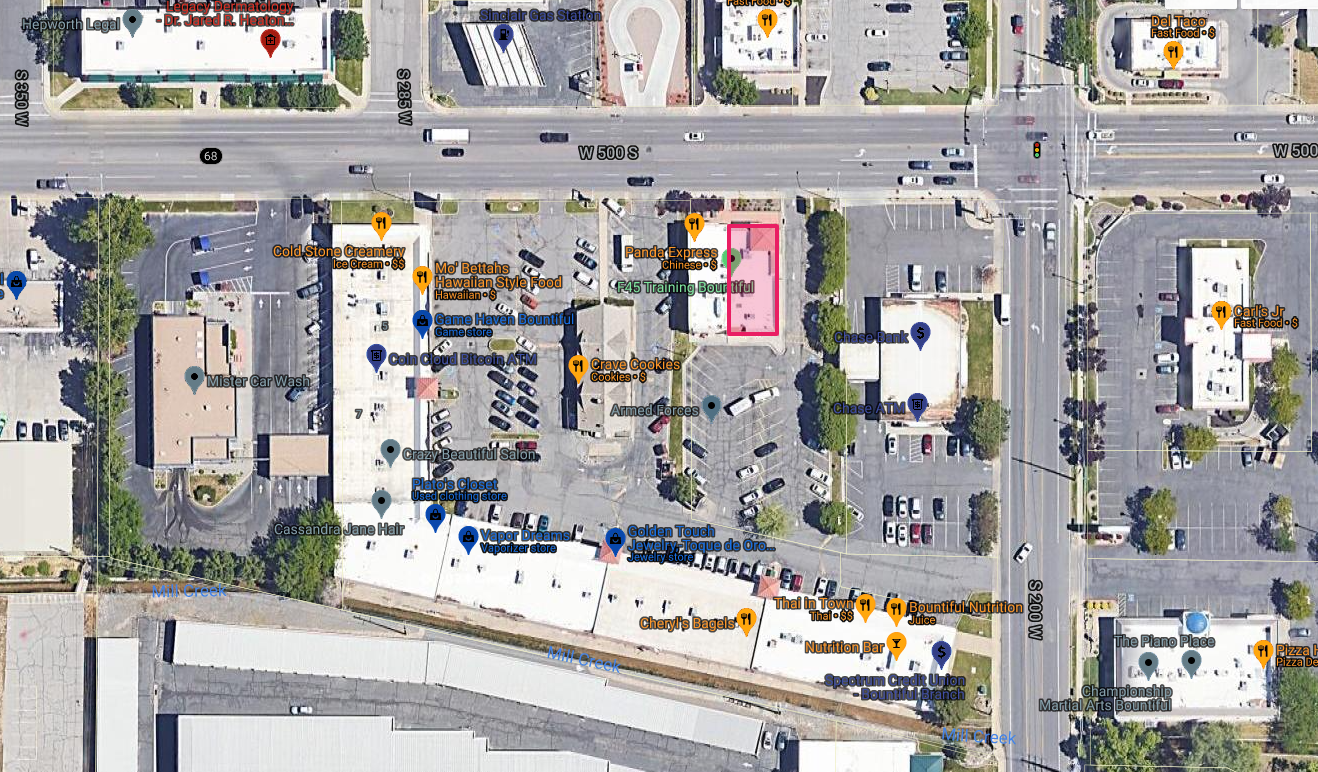 Hepworth Legal
Legacy Dermatology
- Dr. Jared R. Heaton...
Sinclair Gas Station
Fast Food • $
Del Taco
Fast Food • $
S 350 W
S 285 W
68
W 500 S
W 500
Cold Stone Creamery
Ice Cream • $$
Mo' Bettahs
Hawaiian Style Food
Hawaiian • $
Game Haven Bountiful
Game store
5
Coin Cloud Bitcoin ATM
7
Mister Car Wash
Crazy Beautiful Salon
Plato's Closet
Used clothing store
Cassandra Jane Hair
Vapor Dreams
Vaporizer store
Golden Touch
Jewelry-Toque de Oro...
Jewelry store
Crave Cookies
Cookies • $
Panda Express
Chinese • $
F45 Training Bountiful
Armed Forces
Chase Bank
Chase ATM
Carl's Jr
Fast Food • $
Mill Creek
Mill Creek
Mill Creek
Cheryl's Bagels
Thai In Town
Thai • $$
Bountiful Nutrition
Juice
Nutrition Bar
Spectrum Credit Union
- Bountiful Branch
S 200 W
The Piano Place
Championship
Martial Arts Bountiful
Pizza H
Pizza De